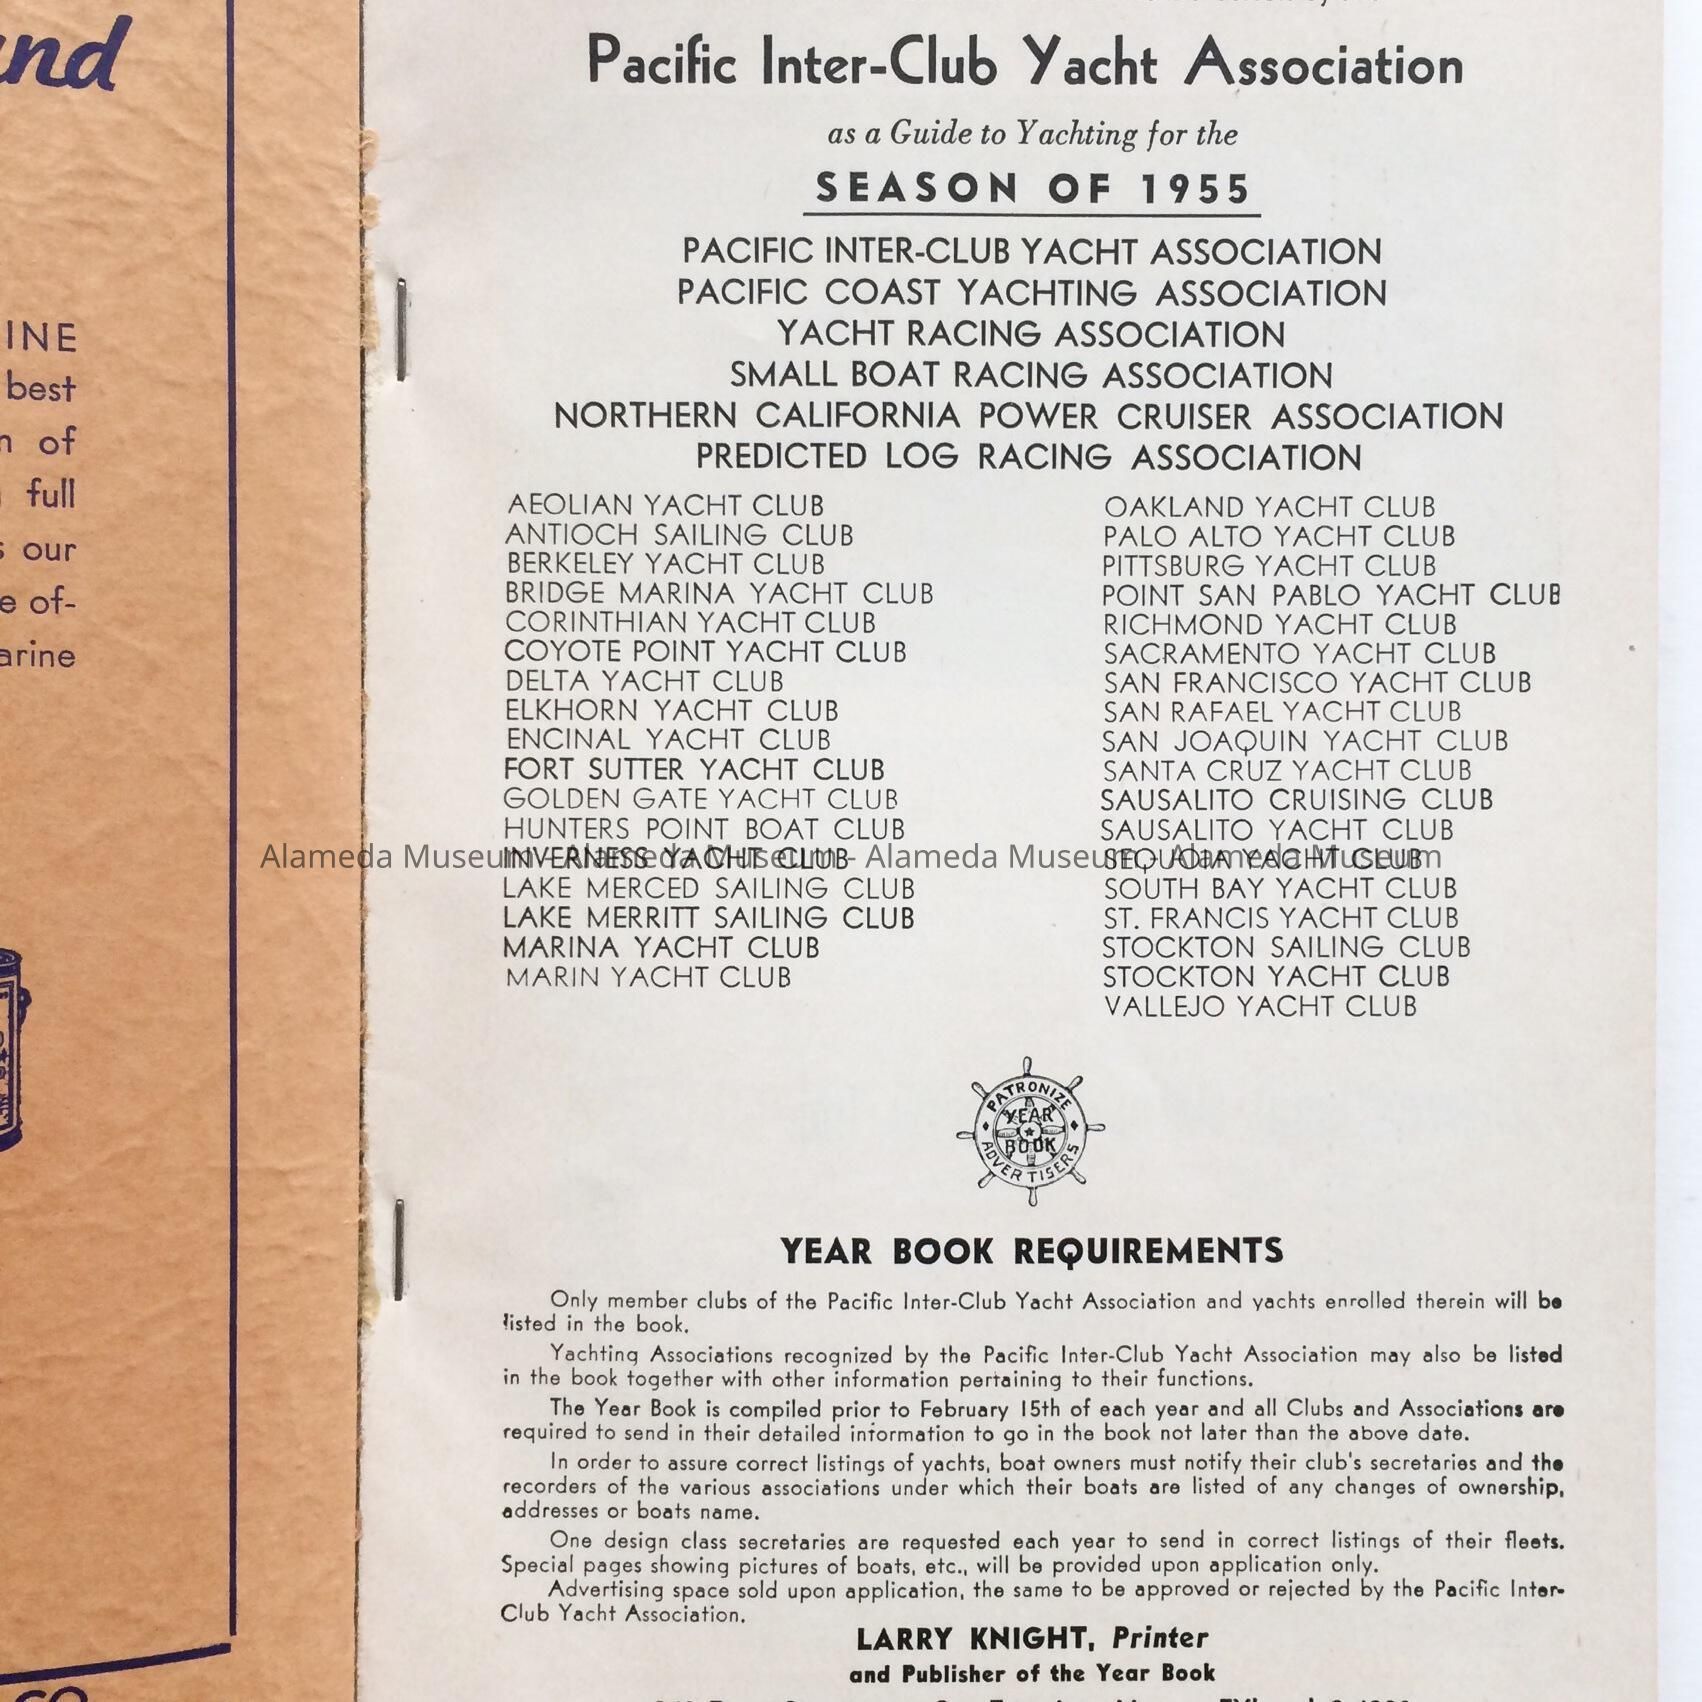 and
INE
best
of
full
our
e of-
arine
CO
Pacific Inter-Club Yacht Association
as a Guide to Yachting for the
SEASON OF 1955
PACIFIC INTER-CLUB YACHT ASSOCIATION
PACIFIC COAST YACHTING ASSOCIATION
YACHT RACING ASSOCIATION
SMALL BOAT RACING ASSOCIATION
NORTHERN CALIFORNIA POWER CRUISER ASSOCIATION
PREDICTED LOG RACING ASSOCIATION
AEOLIAN YACHT CLUB
ANTIOCH SAILING CLUB
BERKELEY YACHT CLUB
BRIDGE MARINA YACHT CLUB
CORINTHIAN YACHT CLUB
COYOTE POINT YACHT CLUB
DELTA YACHT CLUB
ELKHORN YACHT CLUB
ENCINAL YACHT CLUB
FORT SUTTER YACHT CLUB
GOLDEN GATE YACHT CLUB
HUNTERS POINT BOAT CLUB
INVERNESS YACHT CLUB
LAKE MERCED SAILING CLUB
LAKE MERRITT SAILING CLUB
MARINA YACHT CLUB
MARIN YACHT CLUB
OAKLAND YACHT CLUB
PALO ALTO YACHT CLUB
PITTSBURG YACHT CLUB
POINT SAN PABLO YACHT CLUB
RICHMOND YACHT CLUB
SACRAMENTO YACHT CLUB
SAN FRANCISCO YACHT CLUB
SAN RAFAEL YACHT CLUB
SAN JOAQUIN YACHT CLUB
SANTA CRUZ YACHT CLUB
SAUSALITO CRUISING CLUB
SAUSALITO YACHT CLUB
SEQUOIA YACHT CLUB
SOUTH BAY YACHT CLUB
ST. FRANCIS YACHT CLUB
STOCKTON SAILING CLUB
STOCKTON YACHT CLUB
VALLEJO YACHT CLUB
Alameda Museum - Alameda Museum - Alameda Museum - Alameda Museum
PATRONIZE
YEAR
BOOK
ADVERTISERS
YEAR BOOK REQUIREMENTS
Only member clubs of the Pacific Inter-Club Yacht Association and yachts enrolled therein will be
listed in the book.
Yachting Associations recognized by the Pacific Inter-Club Yacht Association may also be listed
in the book together with other information pertaining to their functions.
The Year Book is compiled prior to February 15th of each year and all Clubs and Associations are
required to send in their detailed information to go in the book not later than the above date.
In order to assure correct listings of yachts, boat owners must notify their club's secretaries and the
recorders of the various associations under which their boats are listed of any changes of ownership,
addresses or boats name.
One design class secretaries are requested each year to send in correct listings of their fleets.
Special pages showing pictures of boats, etc., will be provided upon application only.
Advertising space sold upon application, the same to be approved or rejected by the Pacific Inter-
Club Yacht Association.
LARRY KNIGHT, Printer
and Publisher of the Year Book